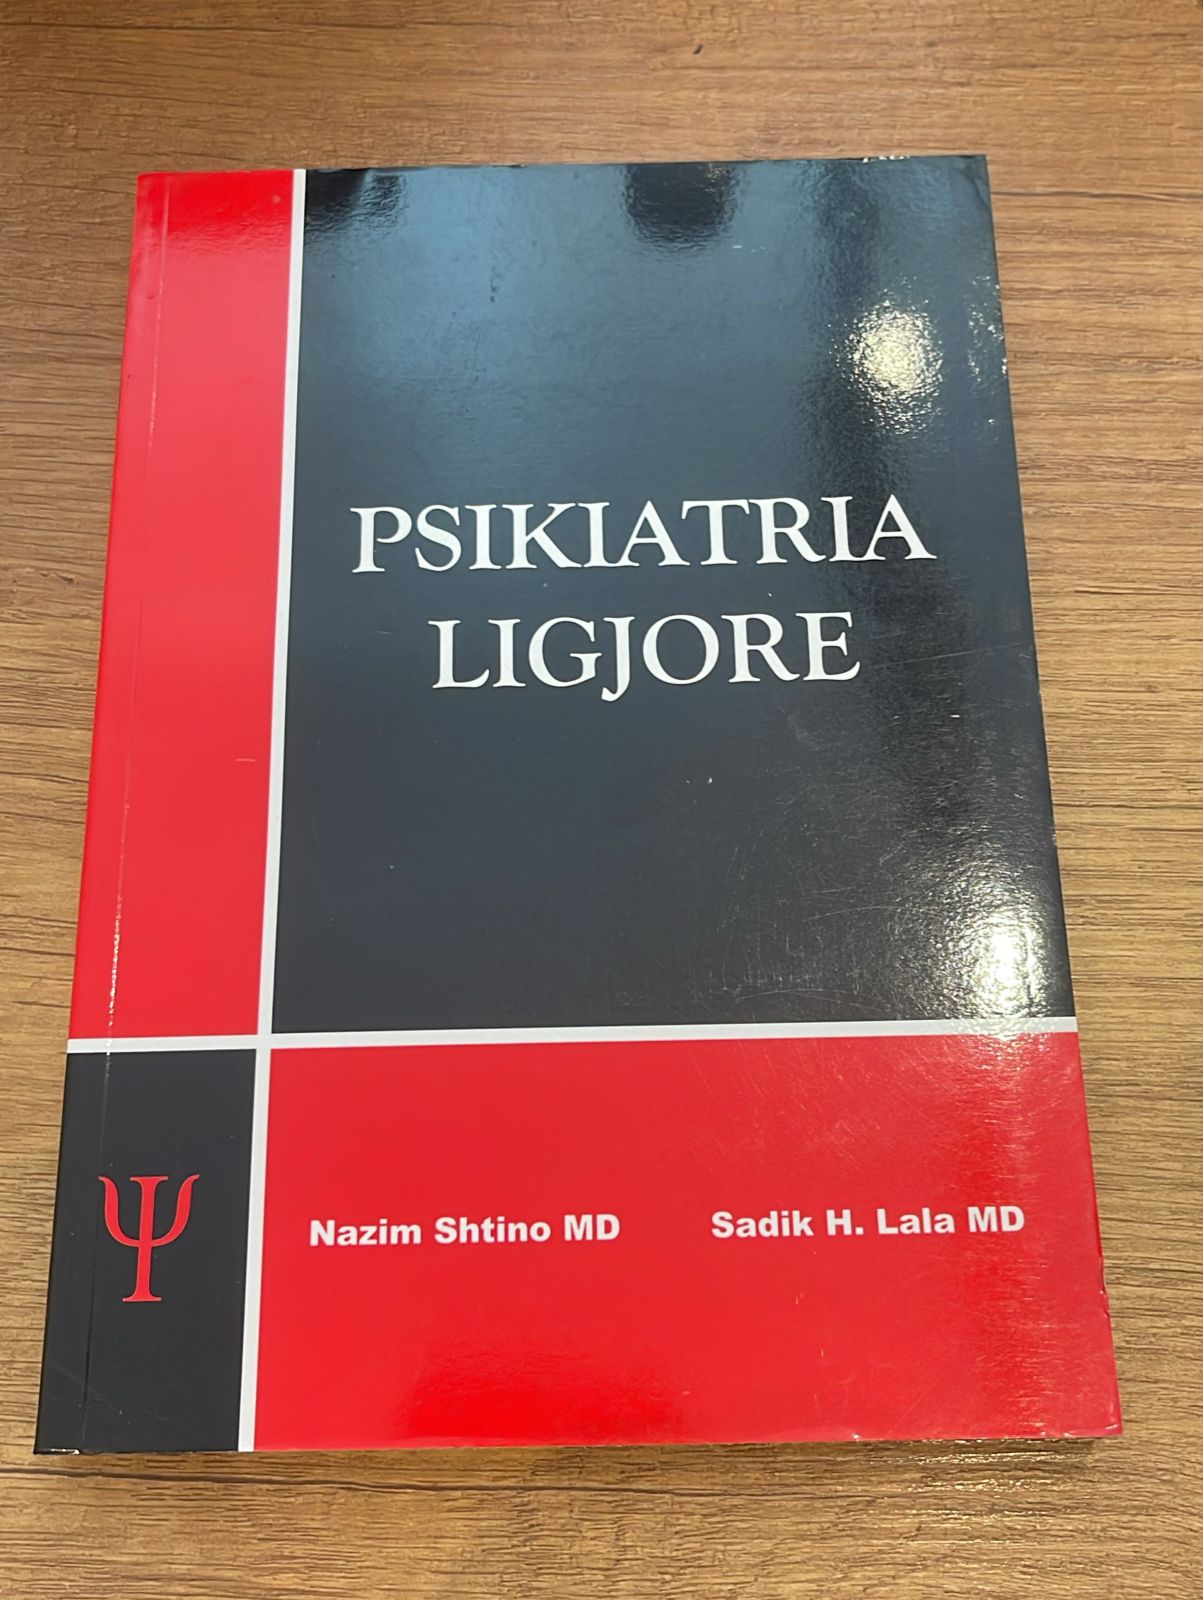 PSIKIATRIA
LIGJORE
Ψ
Nazim Shtino MD
Sadik H. Lala MD